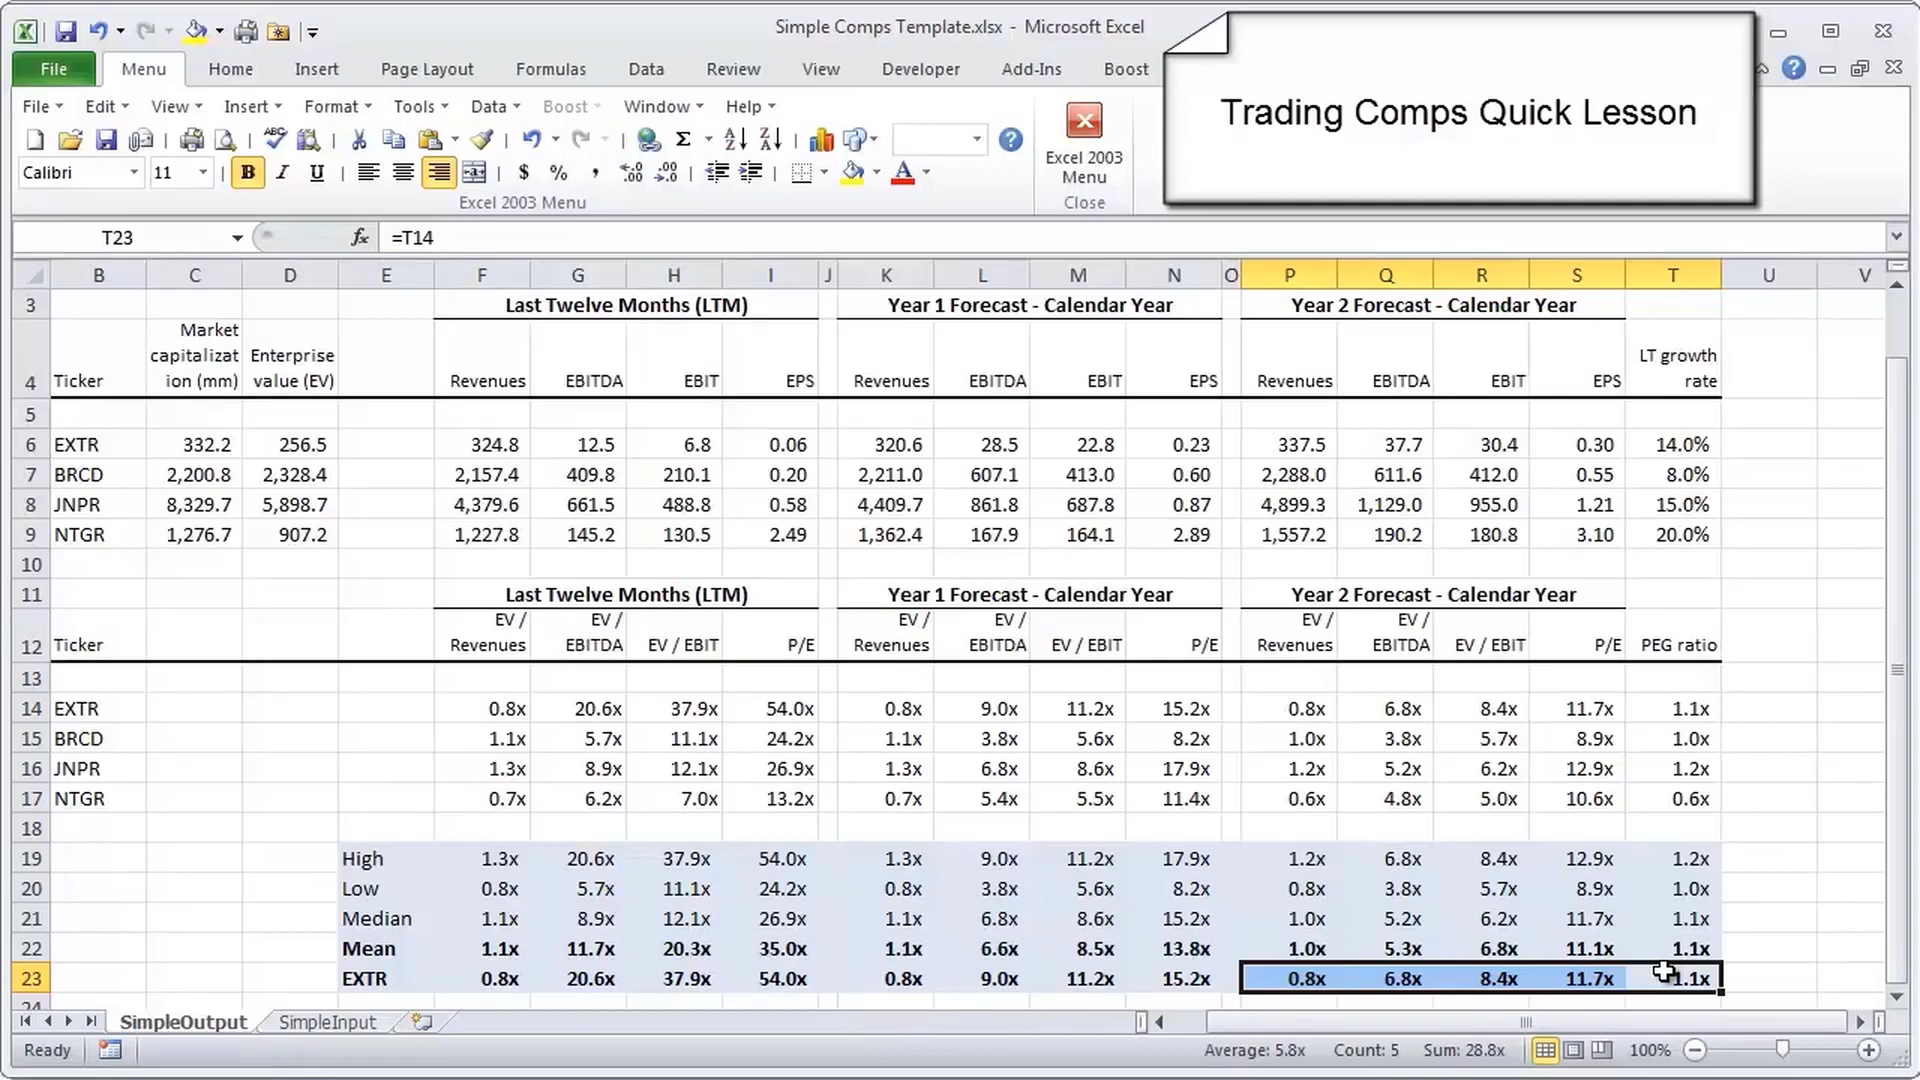 Simple Comps Template.xlsx - Microsoft Excel
Trading Comps Quick Lesson
File Menu Home Insert Page Layout Formulas Data Review View Developer Add-Ins Boost
File Edit View Insert Format Tools Data Boost Window Help
Calibri 11 B I U $ % ,
Excel 2003 Menu
Excel 2003 Menu
Close
T23 fx =T14
B C D E F G H I J K L M N O P Q R S T U V
3 Last Twelve Months (LTM) Year 1 Forecast - Calendar Year Year 2 Forecast - Calendar Year
Market
capitalizat Enterprise LT growth
4 Ticker ion (mm) value (EV) Revenues EBITDA EBIT EPS Revenues EBITDA EBIT EPS Revenues EBITDA EBIT EPS rate
5
6 EXTR 332.2 256.5 324.8 12.5 6.8 0.06 320.6 28.5 22.8 0.23 337.5 37.7 30.4 0.30 14.0%
7 BRCD 2,200.8 2,328.4 2,157.4 409.8 210.1 0.20 2,211.0 607.1 413.0 0.60 2,288.0 611.6 412.0 0.55 8.0%
8 JNPR 8,329.7 5,898.7 4,379.6 661.5 488.8 0.58 4,409.7 861.8 687.8 0.87 4,899.3 1,129.0 955.0 1.21 15.0%
9 NTGR 1,276.7 907.2 1,227.8 145.2 130.5 2.49 1,362.4 167.9 164.1 2.89 1,557.2 190.2 180.8 3.10 20.0%
10
11 Last Twelve Months (LTM) Year 1 Forecast - Calendar Year Year 2 Forecast - Calendar Year
EV / EV / EV / EV / EV / EV /
12 Ticker Revenues EBITDA EV / EBIT P/E Revenues EBITDA EV / EBIT P/E Revenues EBITDA EV / EBIT P/E PEG ratio
13
14 EXTR 0.8x 20.6x 37.9x 54.0x 0.8x 9.0x 11.2x 15.2x 0.8x 6.8x 8.4x 11.7x 1.1x
15 BRCD 1.1x 5.7x 11.1x 24.2x 1.1x 3.8x 5.6x 8.2x 1.0x 3.8x 5.7x 8.9x 1.0x
16 JNPR 1.3x 8.9x 12.1x 26.9x 1.3x 6.8x 8.6x 17.9x 1.2x 5.2x 6.2x 12.9x 1.2x
17 NTGR 0.7x 6.2x 7.0x 13.2x 0.7x 5.4x 5.5x 11.4x 0.6x 4.8x 5.0x 10.6x 0.6x
18
19 High 1.3x 20.6x 37.9x 54.0x 1.3x 9.0x 11.2x 17.9x 1.2x 6.8x 8.4x 12.9x 1.2x
20 Low 0.8x 5.7x 11.1x 24.2x 0.8x 3.8x 5.6x 8.2x 0.8x 3.8x 5.7x 8.9x 1.0x
21 Median 1.1x 8.9x 12.1x 26.9x 1.1x 6.8x 8.6x 15.2x 1.0x 5.2x 6.2x 11.7x 1.1x
22 Mean 1.1x 11.7x 20.3x 35.0x 1.1x 6.6x 8.5x 13.8x 1.0x 5.3x 6.8x 11.1x 1.1x
23 EXTR 0.8x 20.6x 37.9x 54.0x 0.8x 9.0x 11.2x 15.2x 0.8x 6.8x 8.4x 11.7x 1.1x
24
SimpleOutput SimpleInput
Ready Average: 5.8x Count: 5 Sum: 28.8x 100%